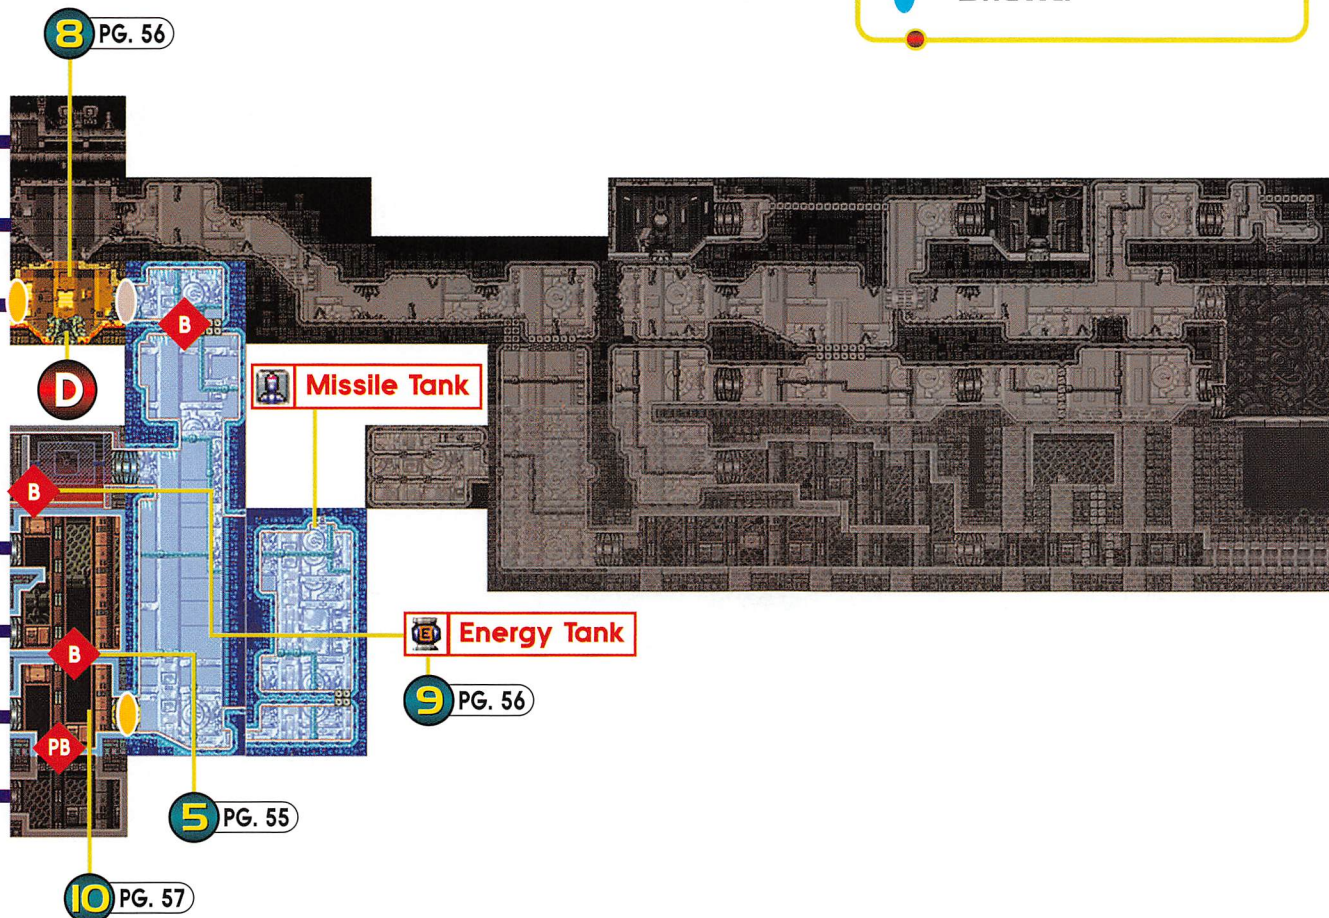 8 PG. 56
B
D
Missile Tank
B
E Energy Tank
B
9 PG. 56
PB
5 PG. 55
10 PG. 57